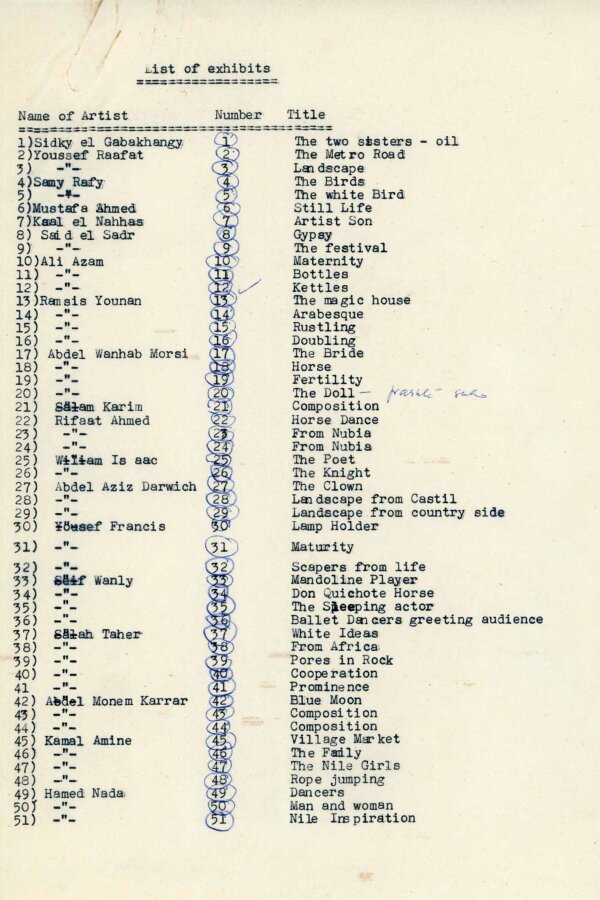 List of exhibits
Name of Artist Number Title
1) Sidky el Gabakhangy 1 The two sisters - oil
2) Youssef Raafat 2 The Metro Road
3) -"- 3 Landscape
4) Samy Rafy 4 The Birds
5) -"- 5 The white Bird
6) Mustafa Ahmed 6 Still Life
7) Kamal el Nahhas 7 Artist Son
8) Said el Sadr 8 Gypsy
9) -"- 9 The festival
10) Ali Azam 10 Maternity
11) -"- 11 Bottles
12) -"- 12 Kettles
13) Ramsis Younan 13 The magic house
14) -"- 14 Arabesque
15) -"- 15 Rustling
16) -"- 16 Doubling
17) Abdel Wanhab Morsi 17 The Bride
18) -"- 18 Horse
19) -"- 19 Fertility
20) -"- 20 The Doll -
21) Salam Karim 21 Composition
22) Rifaat Ahmed 22 Horse Dance
23) -"- 23 From Nubia
24) -"- 24 From Nubia
25) William Is aac 25 The Poet
26) -"- 26 The Knight
27) Abdel Aziz Darwich 27 The Clown
28) -"- 28 Landscape from Castil
29) -"- 29 Landscape from country side
30) Yousef Francis 30 Lamp Holder
31) -"- 31 Maturity
32) -"- 32 Scapers from life
33) Saif Wanly 33 Mandoline Player
34) -"- 34 Don Quichote Horse
35) -"- 35 The Sleeping actor
36) -"- 36 Ballet Dancers greeting audience
37) Salah Taher 37 White Ideas
38) -"- 38 From Africa
39) -"- 39 Pores in Rock
40) -"- 40 Cooperation
41 -"- 41 Prominence
42) Abdel Monem Karrar 42 Blue Moon
43) -"- 43 Composition
44) -"- 44 Composition
45) Kamal Amine 45 Village Market
46) -"- 46 The Family
47) -"- 47 The Nile Girls
48) -"- 48 Rope jumping
49) Hamed Nada 49 Dancers
50) -"- 50 Man and woman
51) -"- 51 Nile Inspiration